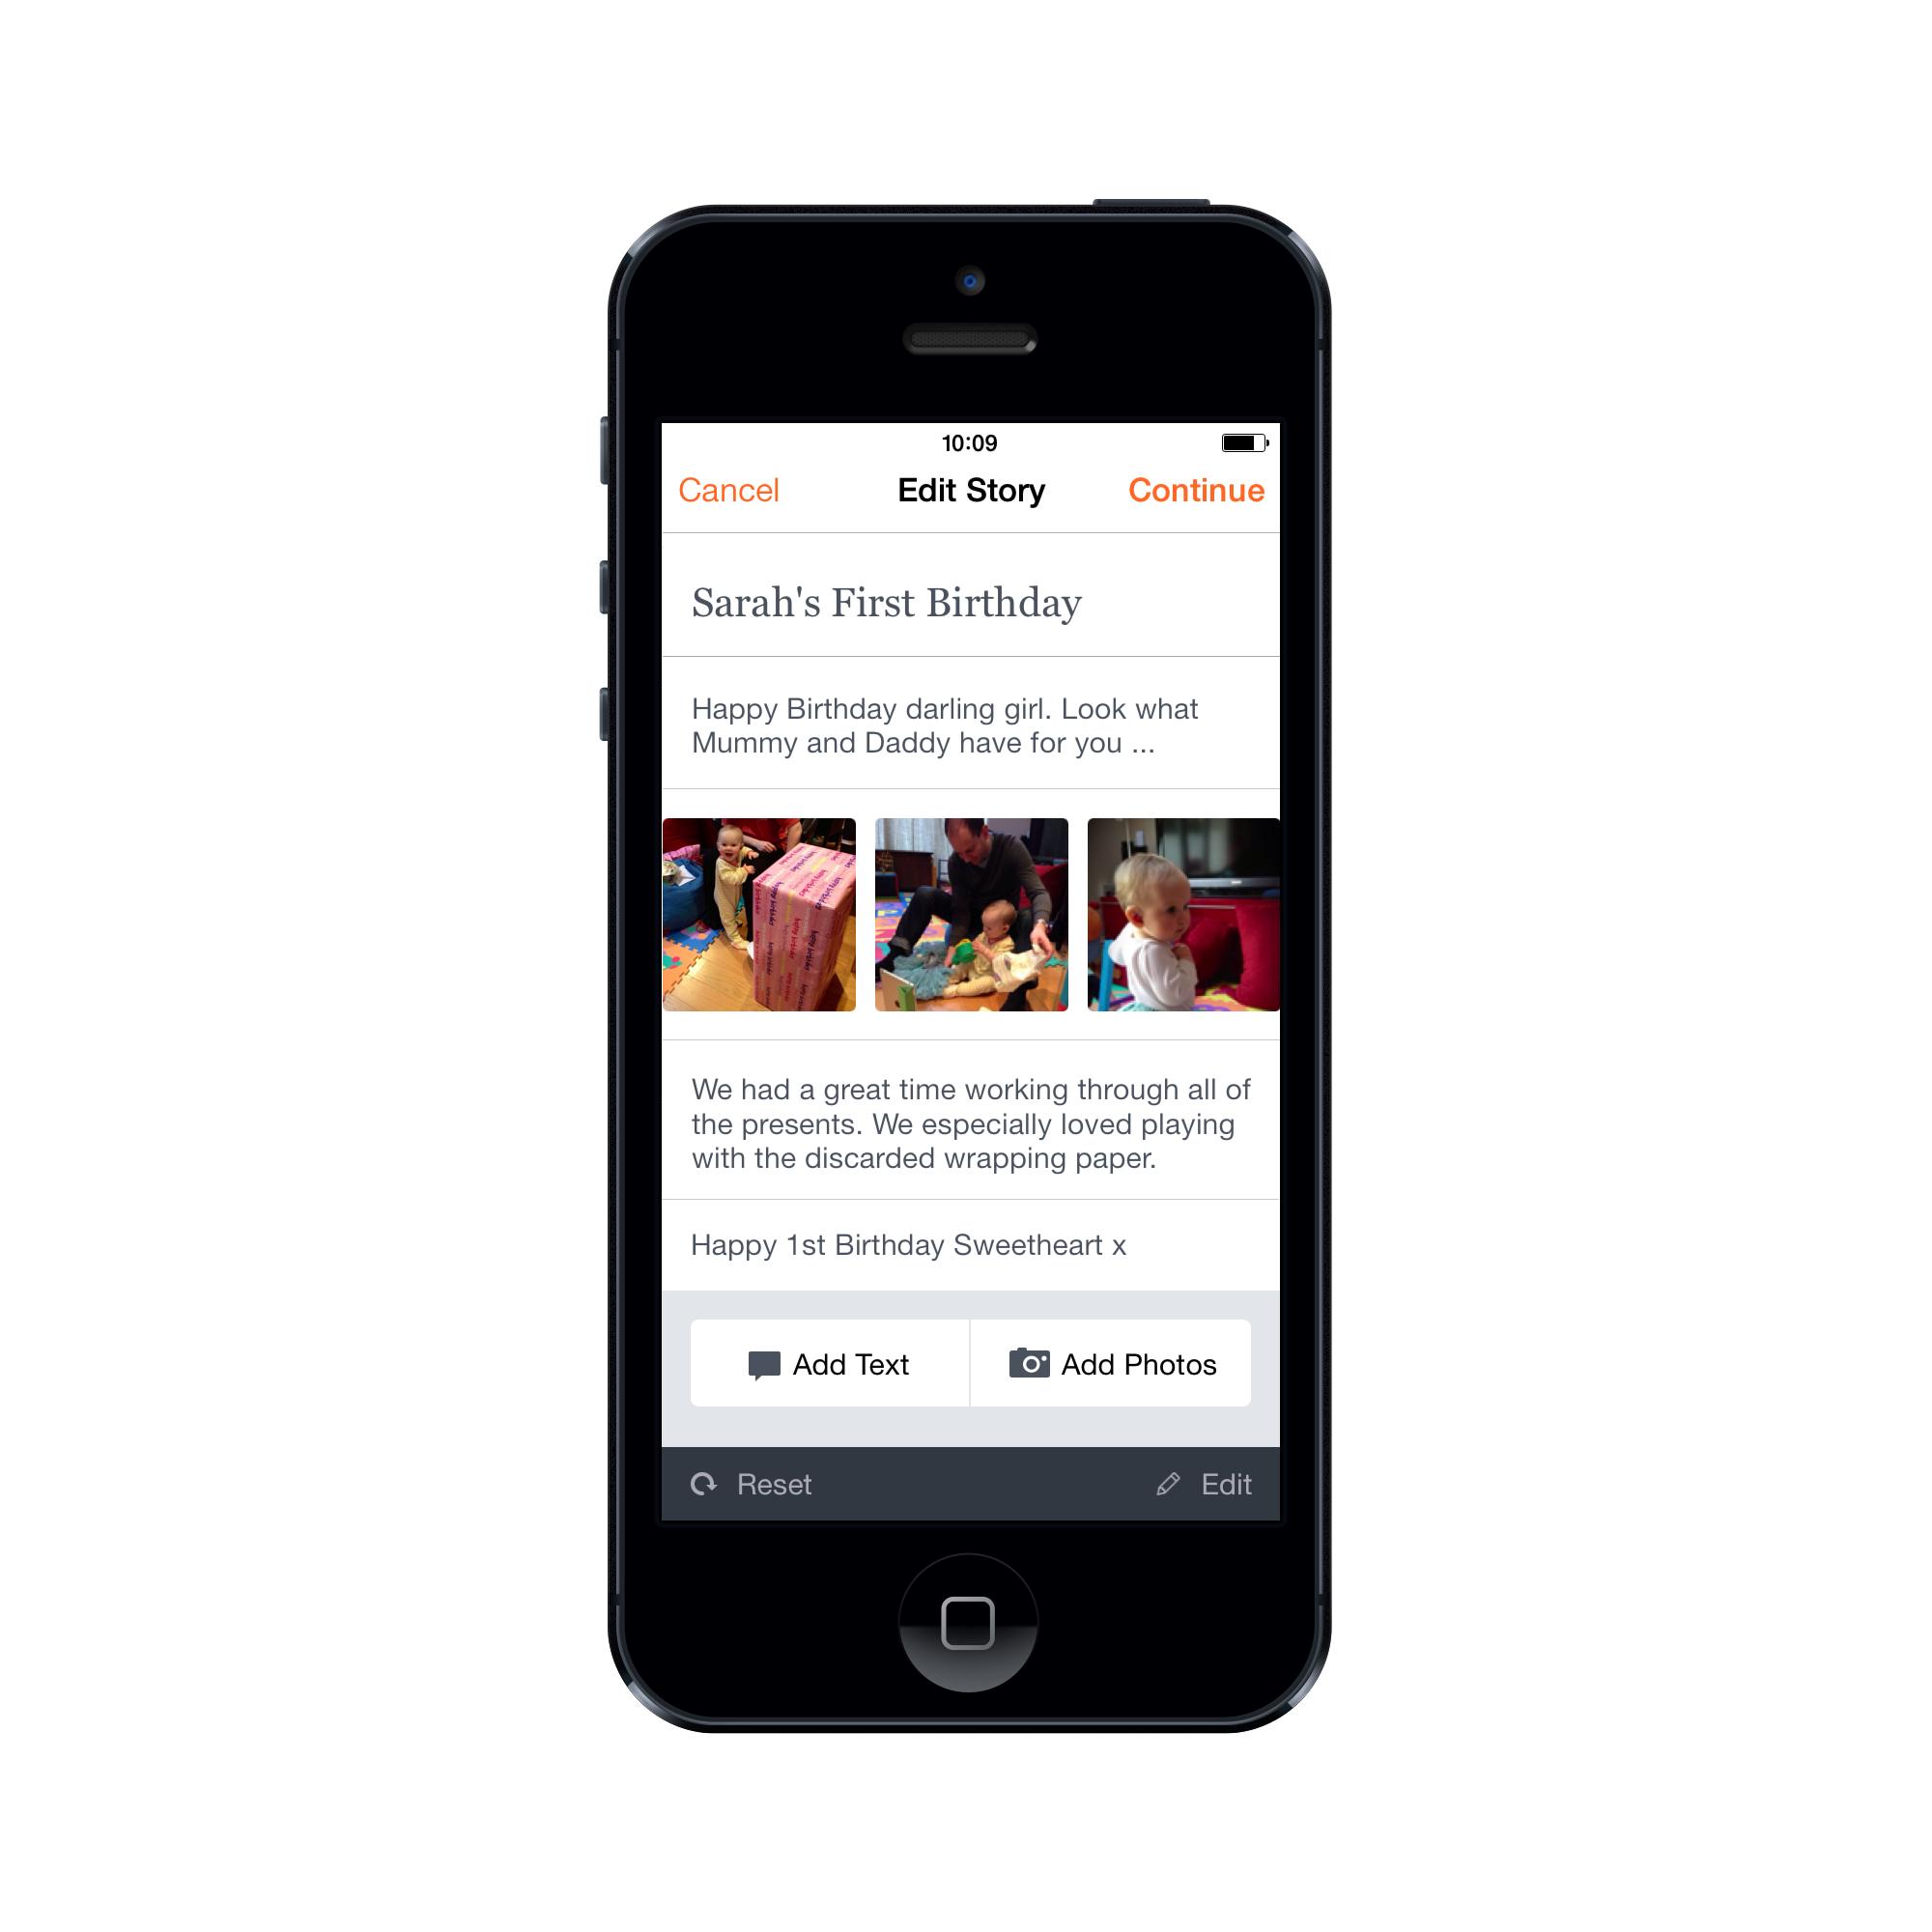 10:09
Cancel Edit Story Continue
Sarah's First Birthday
Happy Birthday darling girl. Look what
Mummy and Daddy have for you ...
We had a great time working through all of
the presents. We especially loved playing
with the discarded wrapping paper.
Happy 1st Birthday Sweetheart x
Add Text Add Photos
Reset Edit